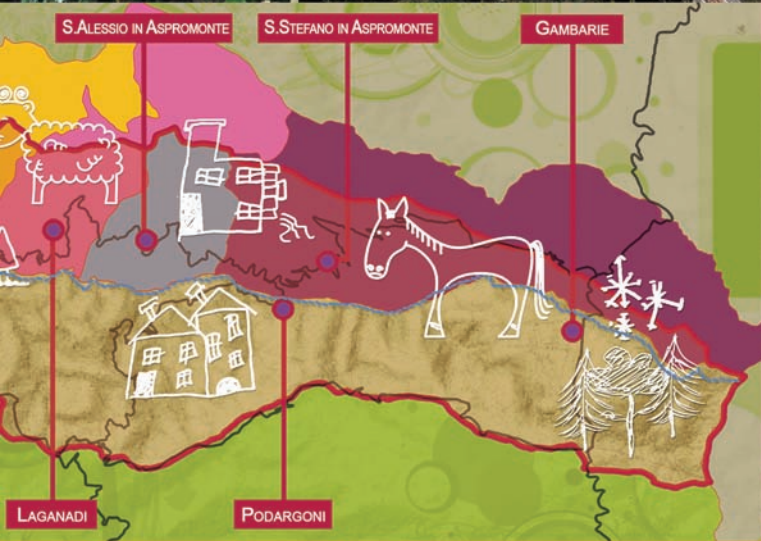 S.Alessio in Aspromonte
S.Stefano in Aspromonte
Gambarie
Laganadi
Podargoni